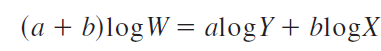 (a + b)logW = alogY + blogX